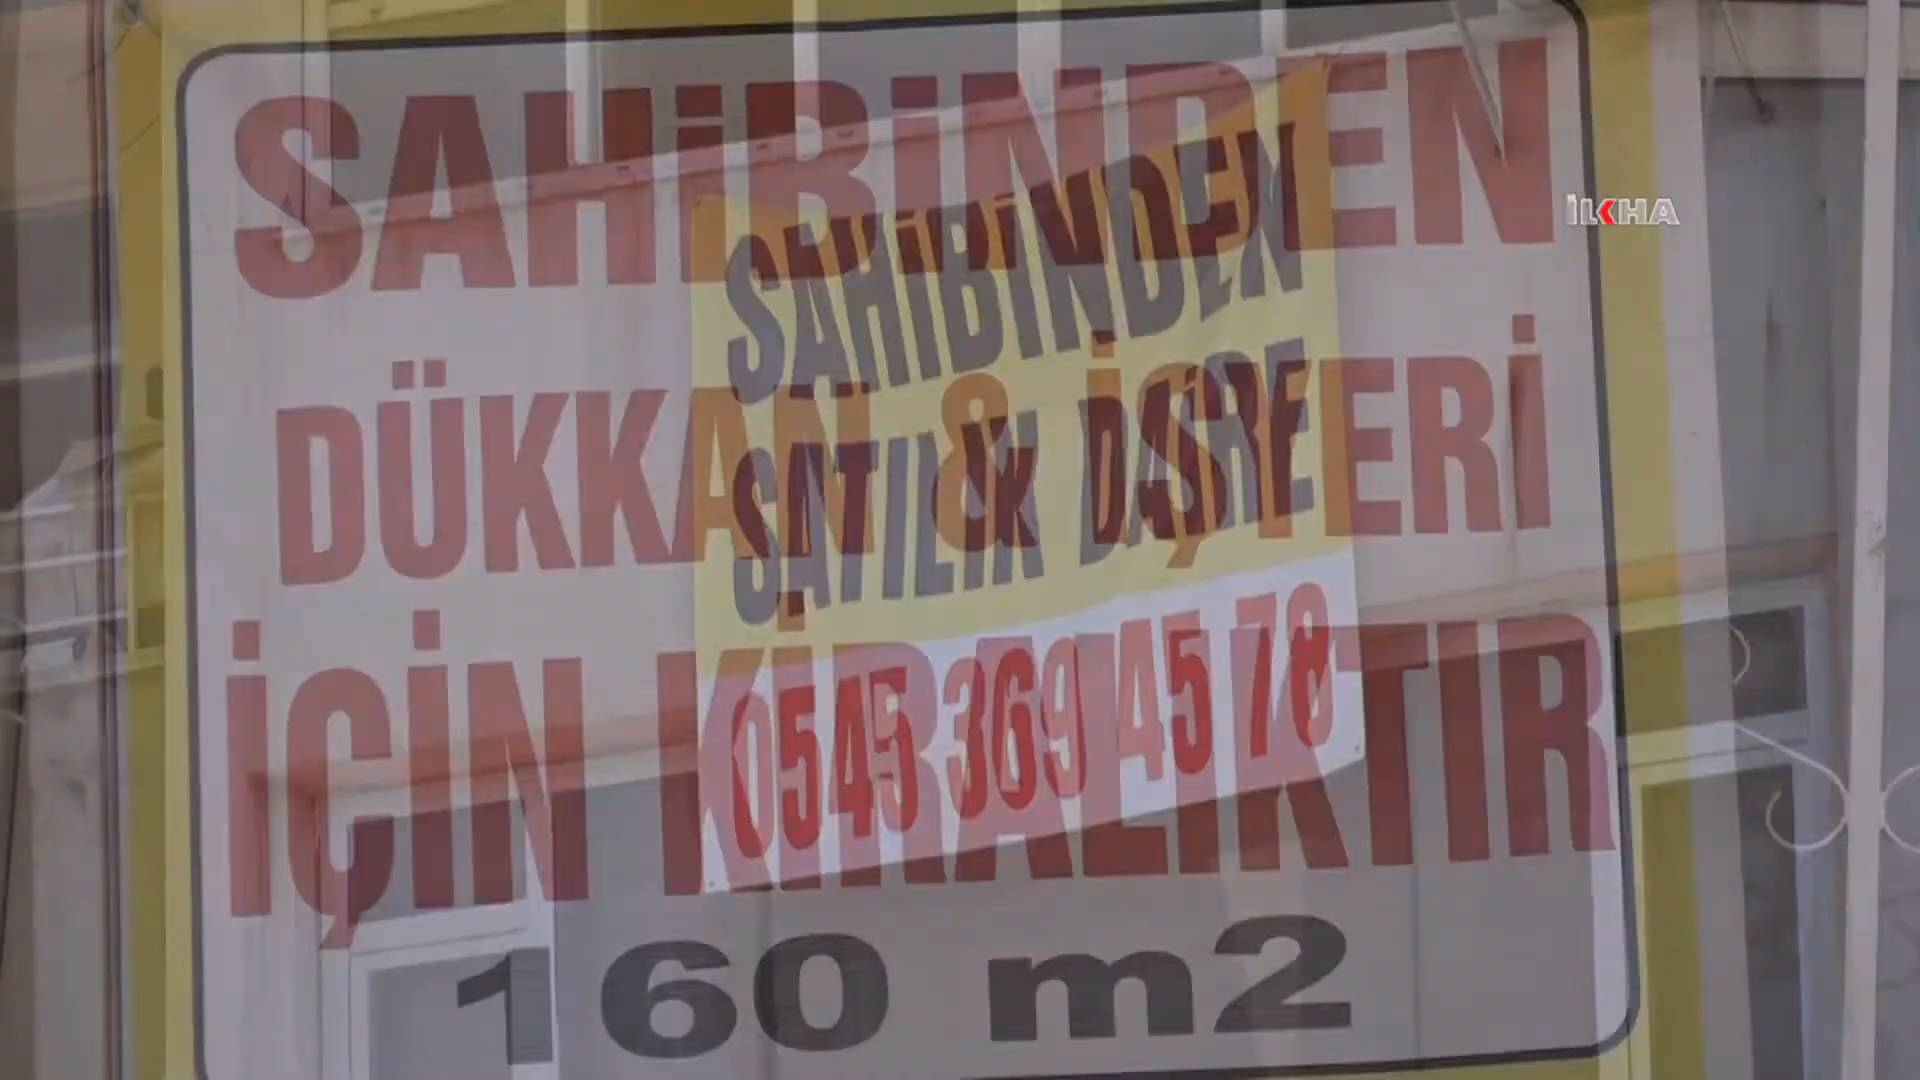 SAHİBİNDEN
DÜKKAN & İŞYERİ
İÇİN KİRALIKTIR
160 m2
SAHİBİNDEN
SATILIK DAİRE
0545 369 45 78
İLKHA